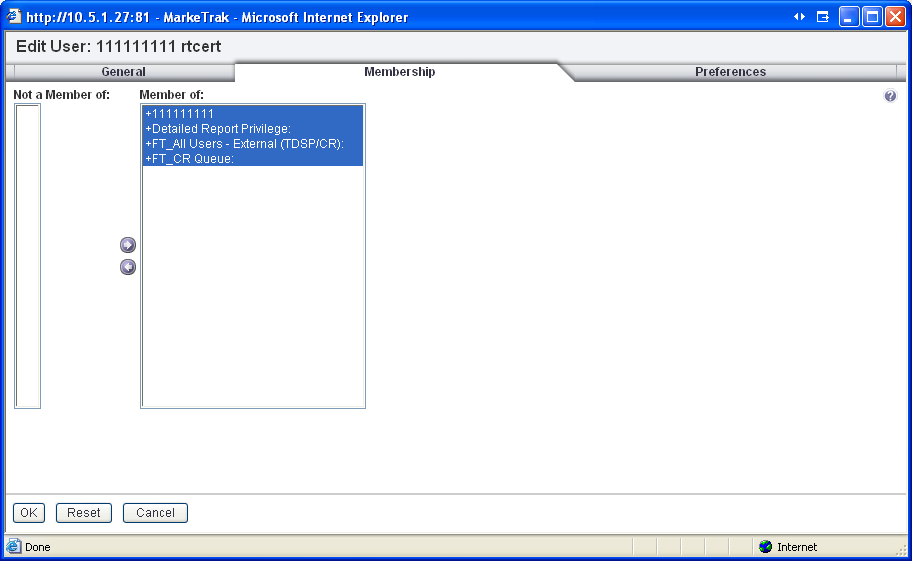 http://10.5.1.27:81 - MarkeTrak - Microsoft Internet Explorer
Edit User: 111111111 rtcert
General Membership Preferences
Not a Member of: Member of:
+111111111
+Detailed Report Privilege:
+FT_All Users - External (TDSP/CR):
+FT_CR Queue:
OK Reset Cancel
Done Internet